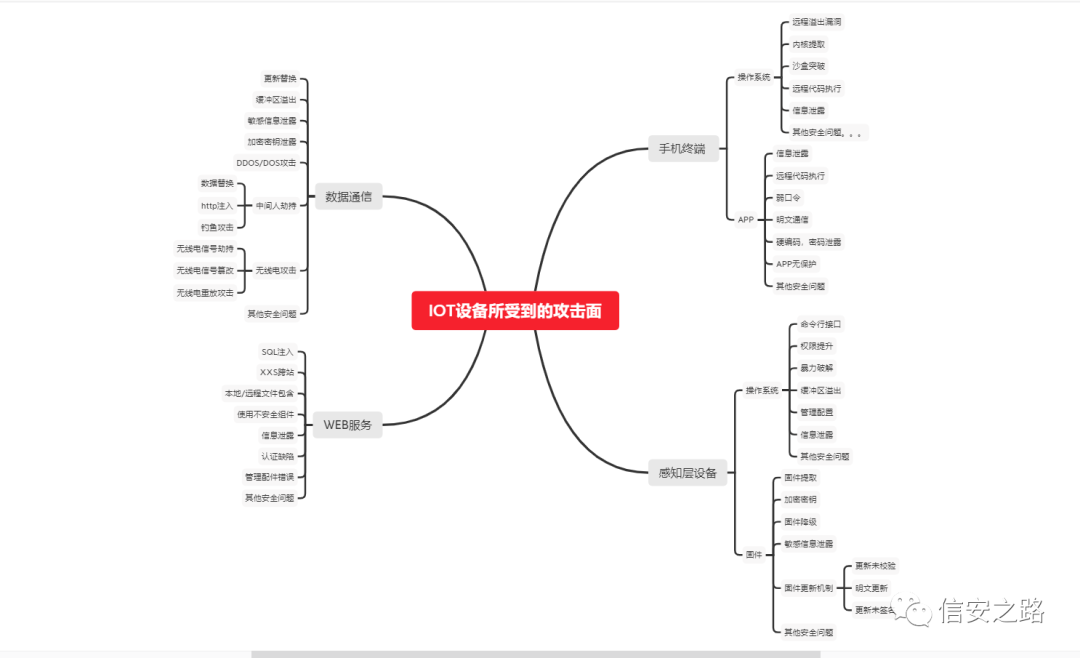 IOT设备所受到的攻击面
手机终端
操作系统
远程溢出漏洞
内核提取
沙盒突破
远程代码执行
信息泄露
其他安全问题。。。
APP
信息泄露
远程代码执行
弱口令
明文通信
硬编码，密码泄露
APP无保护
其他安全问题
感知层设备
操作系统
命令行接口
权限提升
暴力破解
缓冲区溢出
管理配置
信息泄露
其他安全问题
固件
固件提取
加密密钥
固件降级
敏感信息泄露
固件更新机制
更新未校验
明文更新
更新未签名
其他安全问题
数据通信
更新替换
缓冲区溢出
敏感信息泄露
加密密钥泄露
DDOS/DOS攻击
中间人劫持
数据替换
http注入
钓鱼攻击
无线电攻击
无线电信号劫持
无线电信号篡改
无线电重放攻击
其他安全问题
WEB服务
SQL注入
XXS跨站
本地/远程文件包含
使用不安全组件
信息泄露
认证缺陷
管理配件错误
其他安全问题
信安之路